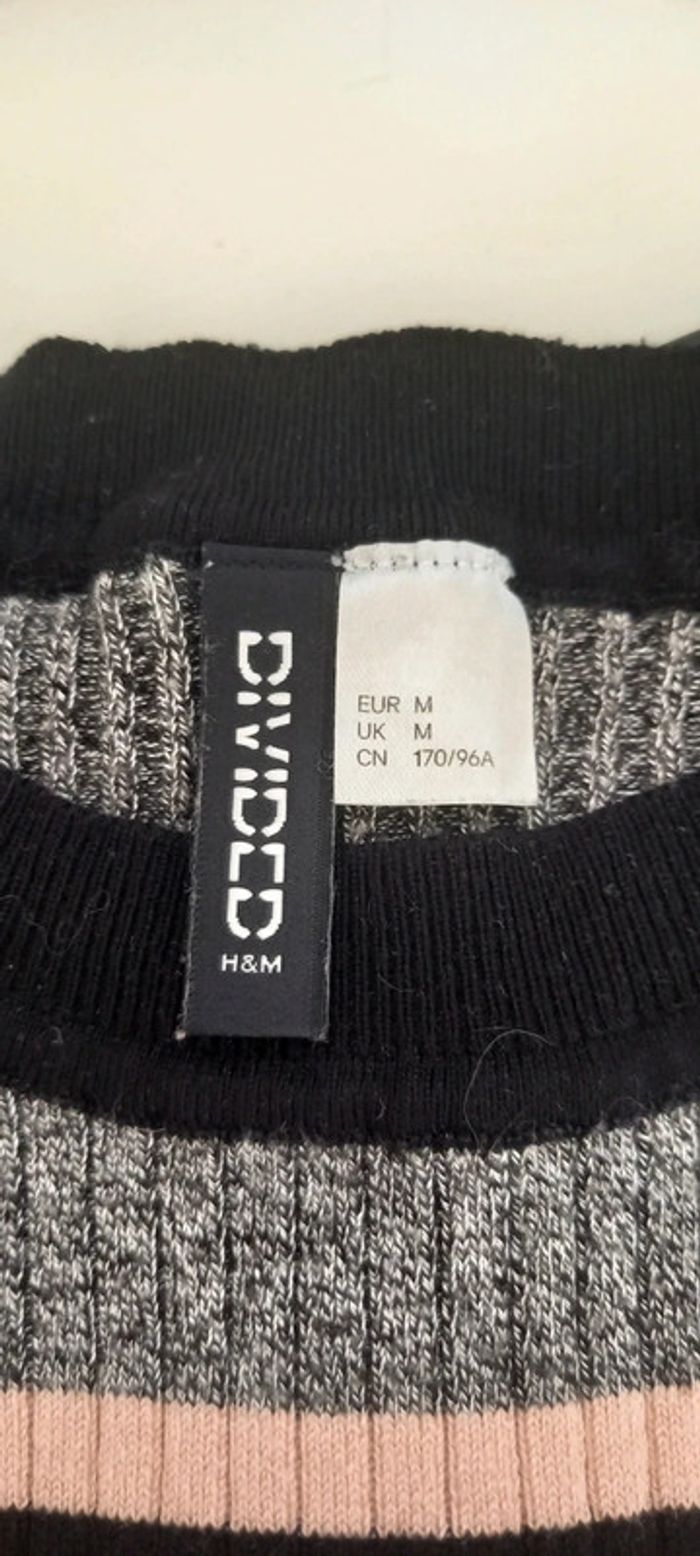 DIVIDED
H&M
EUR M
UK M
CN 170/96A